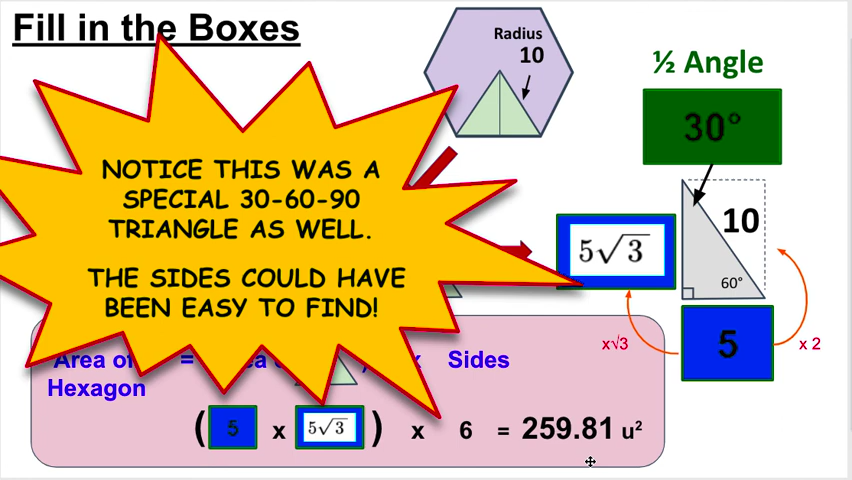 Fill in the Boxes
Radius
10
½ Angle
30°
NOTICE THIS WAS A
SPECIAL 30-60-90
TRIANGLE AS WELL.
THE SIDES COULD HAVE
BEEN EASY TO FIND!
10
5√3
60°
5
x√3
x 2
Area of = x Sides
Hexagon
( 5 x 5√3 ) x 6 = 259.81 u²